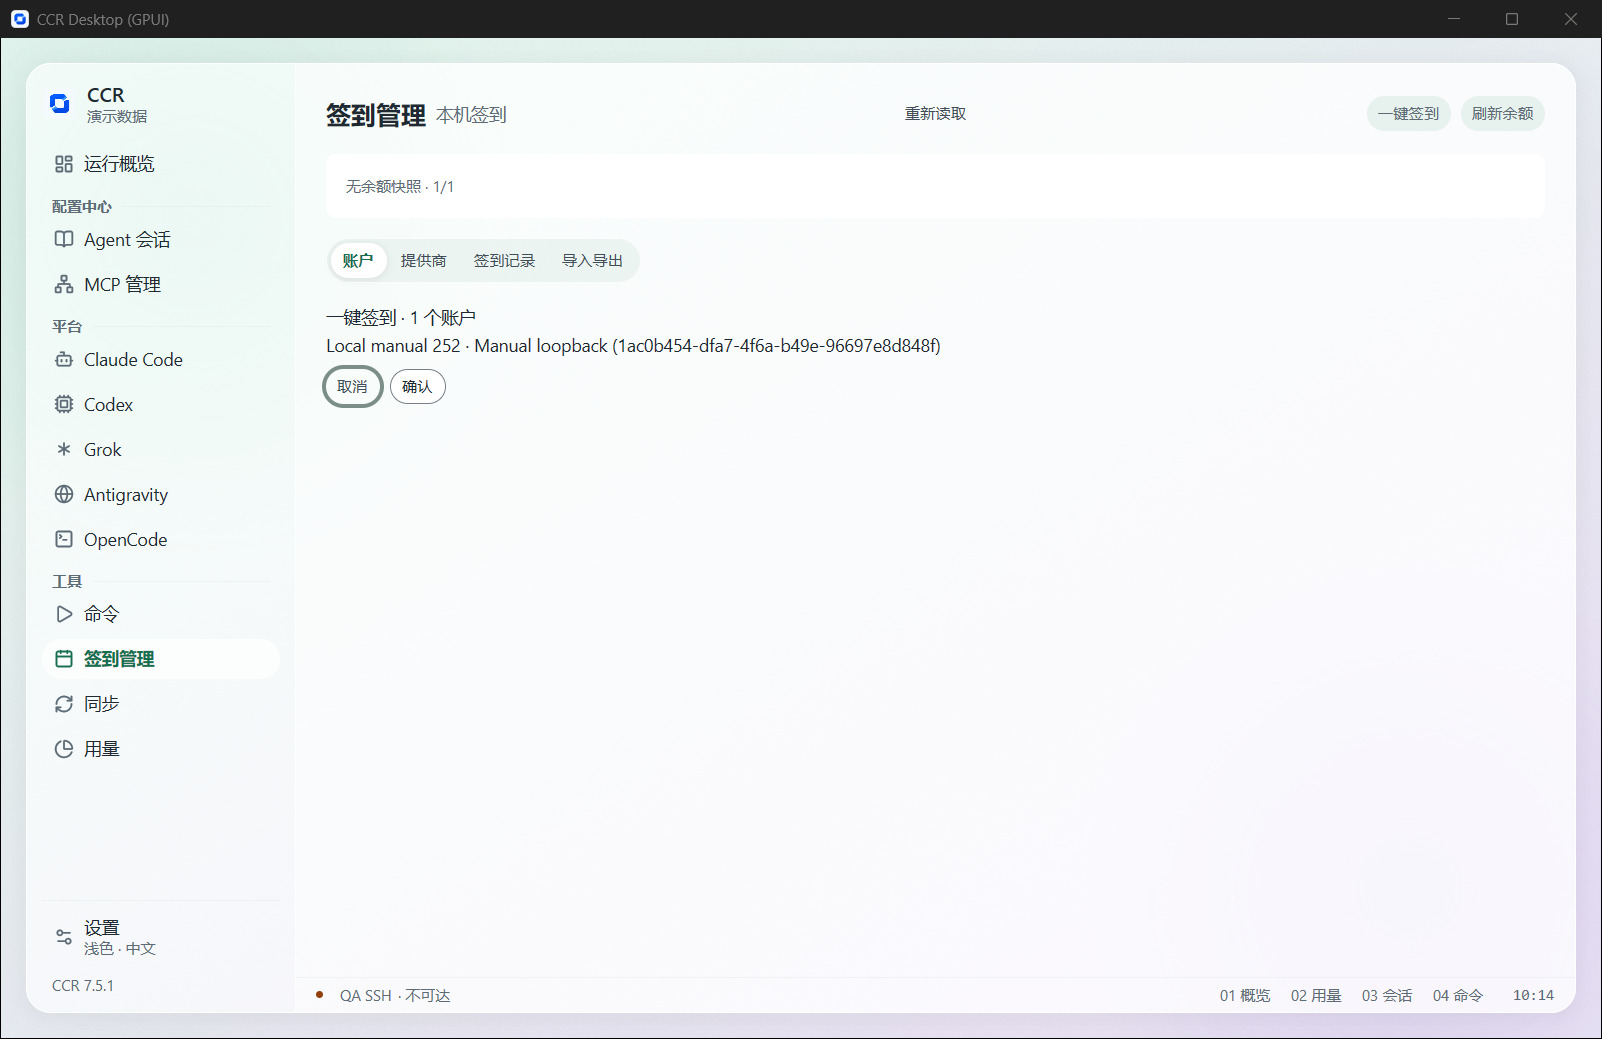 CCR Desktop (GPUI)
CCR
演示数据
运行概览
配置中心
Agent 会话
MCP 管理
平台
Claude Code
Codex
Grok
Antigravity
OpenCode
工具
命令
签到管理
同步
用量
设置
浅色 · 中文
CCR 7.5.1
签到管理 本机签到
重新读取
一键签到
刷新余额
无余额快照 · 1/1
账户 提供商 签到记录 导入导出
一键签到 · 1 个账户
Local manual 252 · Manual loopback (1ac0b454-dfa7-4f6a-b49e-96697e8d848f)
取消 确认
QA SSH · 不可达
01 概览 02 用量 03 会话 04 命令 10:14